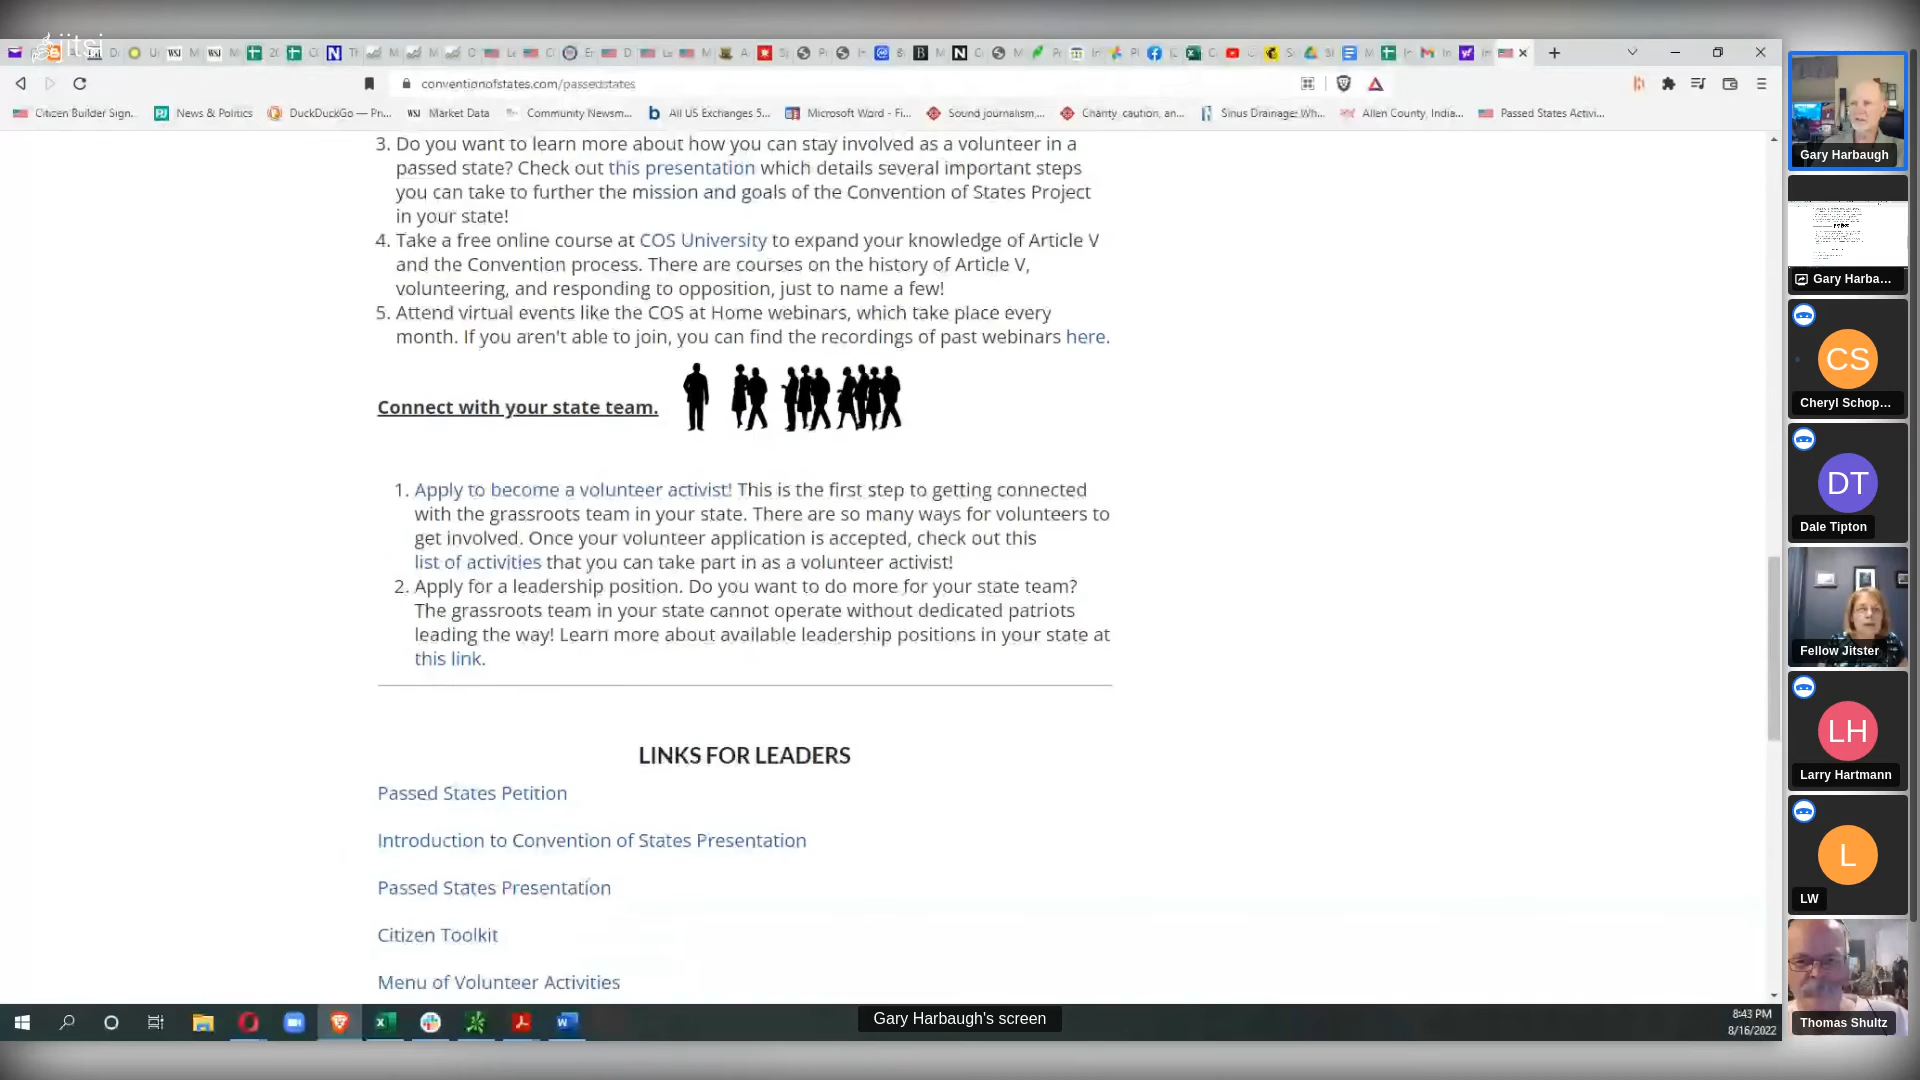 jitsi
conventionofstates.com/passedstates
Citizen Builder Sign...
News & Politics
DuckDuckGo — Pr...
Market Data
Community Newsm...
All US Exchanges 5...
Microsoft Word - Fi...
Sound journalism,...
Charity, caution, an...
Sinus Drainage: Wh...
Allen County, India...
Passed States Activi...
3. Do you want to learn more about how you can stay involved as a volunteer in a
passed state? Check out this presentation which details several important steps
you can take to further the mission and goals of the Convention of States Project
in your state!
4. Take a free online course at COS University to expand your knowledge of Article V
and the Convention process. There are courses on the history of Article V,
volunteering, and responding to opposition, just to name a few!
5. Attend virtual events like the COS at Home webinars, which take place every
month. If you aren't able to join, you can find the recordings of past webinars here.
Connect with your state team.
1. Apply to become a volunteer activist! This is the first step to getting connected
with the grassroots team in your state. There are so many ways for volunteers to
get involved. Once your volunteer application is accepted, check out this
list of activities that you can take part in as a volunteer activist!
2. Apply for a leadership position. Do you want to do more for your state team?
The grassroots team in your state cannot operate without dedicated patriots
leading the way! Learn more about available leadership positions in your state at
this link.
LINKS FOR LEADERS
Passed States Petition
Introduction to Convention of States Presentation
Passed States Presentation
Citizen Toolkit
Menu of Volunteer Activities
Gary Harbaugh's screen
8:43 PM
8/16/2022
Gary Harbaugh
Gary Harba...
CS
Cheryl Schop...
DT
Dale Tipton
Fellow Jitster
LH
Larry Hartmann
L
LW
Thomas Shultz